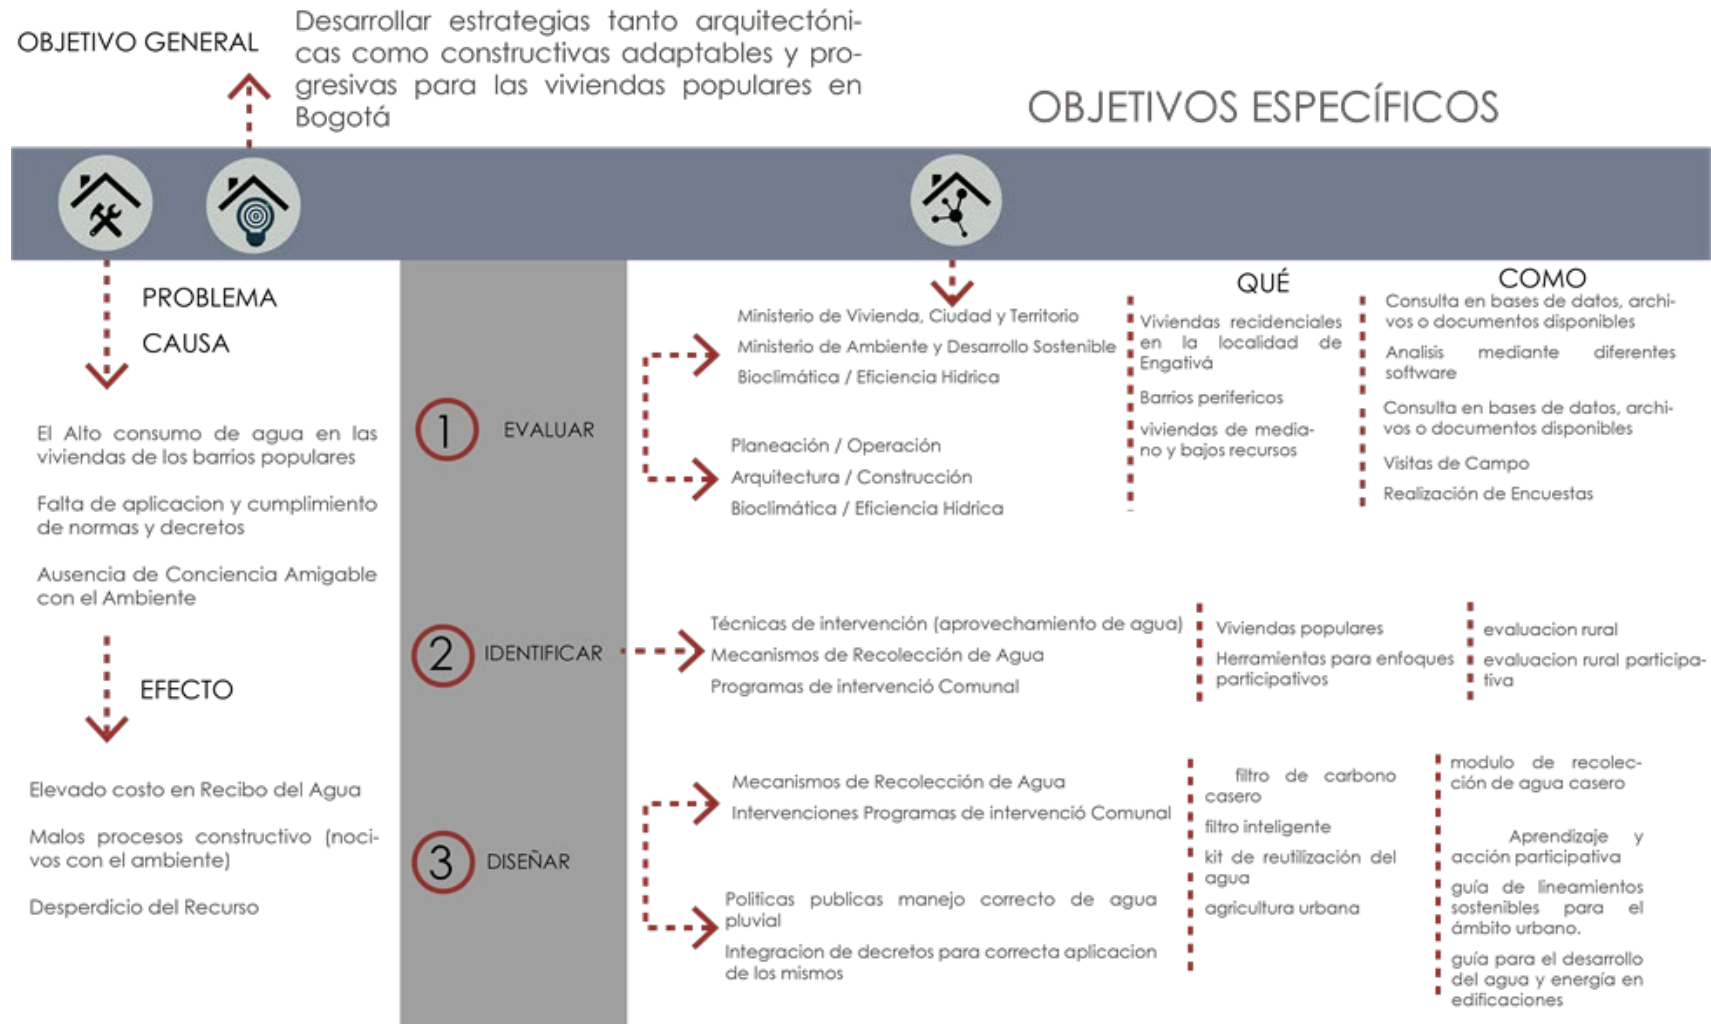 OBJETIVO GENERAL
Desarrollar estrategias tanto arquitectóni-
cas como constructivas adaptables y pro-
gresivas para las viviendas populares en
Bogotá
OBJETIVOS ESPECÍFICOS
PROBLEMA
CAUSA
El Alto consumo de agua en las
viviendas de los barrios populares
Falta de aplicacion y cumplimiento
de normas y decretos
Ausencia de Conciencia Amigable
con el Ambiente
EFECTO
Elevado costo en Recibo del Agua
Malos procesos constructivo (noci-
vos con el ambiente)
Desperdicio del Recurso
1 EVALUAR
Ministerio de Vivienda, Ciudad y Territorio
Ministerio de Ambiente y Desarrollo Sostenible
Bioclimática / Eficiencia Hidrica
Planeación / Operación
Arquitectura / Construcción
Bioclimática / Eficiencia Hidrica
QUÉ
Viviendas recidenciales
en la localidad de
Engativá
Barrios perifericos
viviendas de media-
no y bajos recursos
COMO
Consulta en bases de datos, archi-
vos o documentos disponibles
Analisis mediante diferentes
software
Consulta en bases de datos, archi-
vos o documentos disponibles
Visitas de Campo
Realización de Encuestas
2 IDENTIFICAR
Técnicas de intervención (aprovechamiento de agua)
Mecanismos de Recolección de Agua
Programas de intervenció Comunal
Viviendas populares
Herramientas para enfoques
participativos
evaluacion rural
evaluacion rural participa-
tiva
3 DISEÑAR
Mecanismos de Recolección de Agua
Intervenciones Programas de intervenció Comunal
Politicas publicas manejo correcto de agua
pluvial
Integracion de decretos para correcta aplicacion
de los mismos
filtro de carbono
casero
filtro inteligente
kit de reutilización del
agua
agricultura urbana
modulo de recolec-
ción de agua casero
Aprendizaje y
acción participativa
guía de lineamientos
sostenibles para el
ámbito urbano.
guía para el desarrollo
del agua y energía en
edificaciones